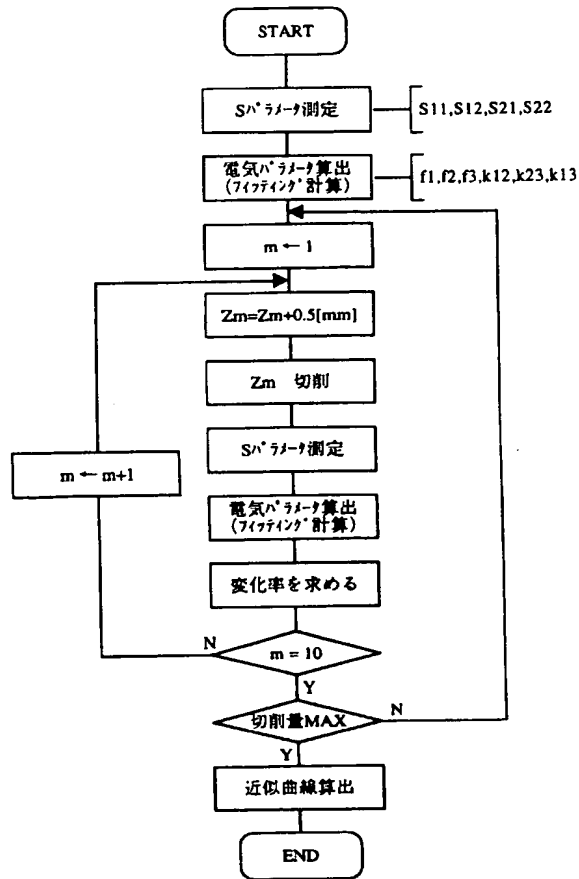 START
Sパラメータ測定
S11,S12,S21,S22
電気パラメータ算出
(フィッティング計算)
f1,f2,f3,k12,k23,k13
m ← 1
Zm=Zm+0.5[mm]
Zm 切削
Sパラメータ測定
m ← m+1
電気パラメータ算出
(フィッティング計算)
変化率を求める
N
m = 10
Y
切削量MAX
N
Y
近似曲線算出
END